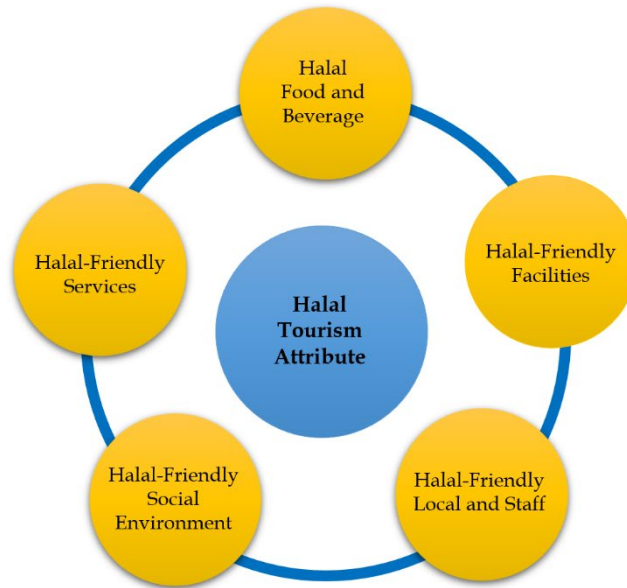 Halal
Food and
Beverage
Halal-Friendly
Facilities
Halal-Friendly
Local and Staff
Halal-Friendly
Social
Environment
Halal-Friendly
Services
Halal
Tourism
Attribute